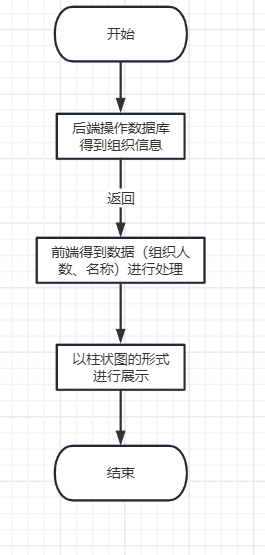 开始
后端操作数据库
得到组织信息
返回
前端得到数据（组织人
数、名称）进行处理
以柱状图的形式
进行展示
结束